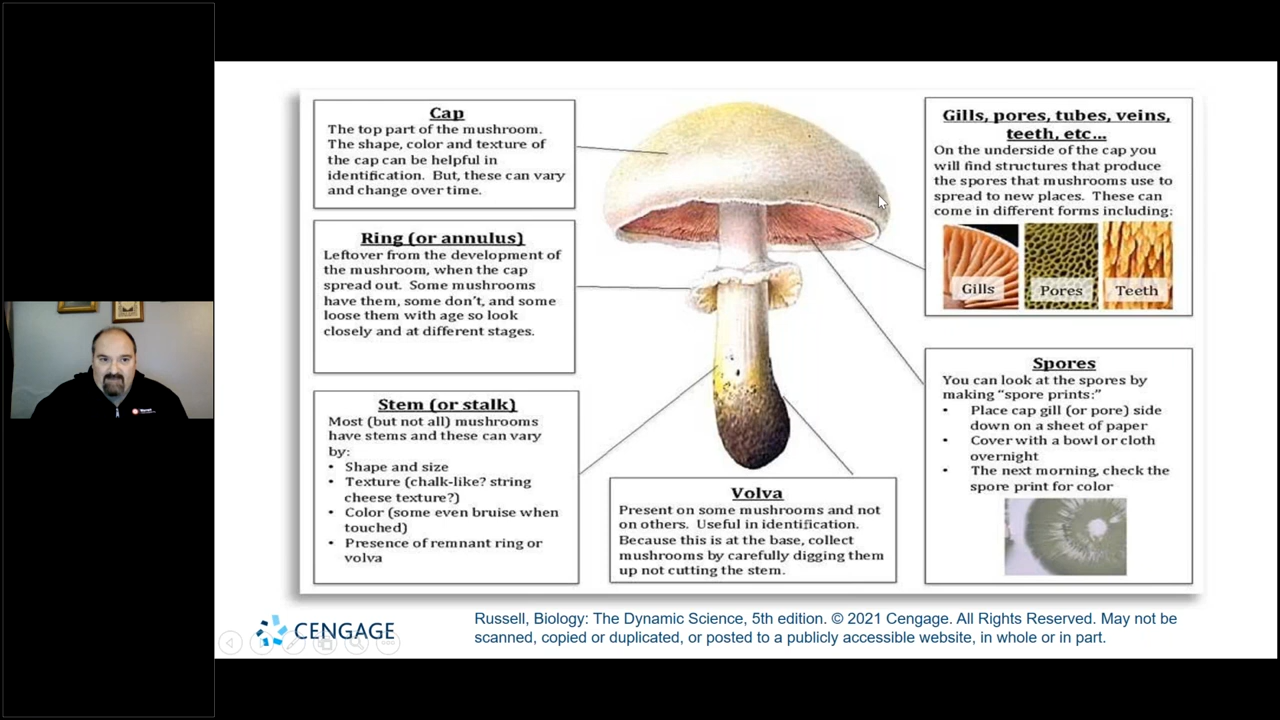 Cap
The top part of the mushroom.
The shape, color and texture of
the cap can be helpful in
identification. But, these can vary
and change over time.
Ring (or annulus)
Leftover from the development of
the mushroom, when the cap
spread out. Some mushrooms
have them, some don't, and some
loose them with age so look
closely and at different stages.
Stem (or stalk)
Most (but not all) mushrooms
have stems and these can vary
by:
• Shape and size
• Texture (chalk-like? string
cheese texture?)
• Color (some even bruise when
touched)
• Presence of remnant ring or
volva
Volva
Present on some mushrooms and not
on others. Useful in identification.
Because this is at the base, collect
mushrooms by carefully digging them
up not cutting the stem.
Gills, pores, tubes, veins,
teeth, etc...
On the underside of the cap you
will find structures that produce
the spores that mushrooms use to
spread to new places. These can
come in different forms including:
Gills
Pores
Teeth
Spores
You can look at the spores by
making "spore prints:"
• Place cap gill (or pore) side
down on a sheet of paper
• Cover with a bowl or cloth
overnight
• The next morning, check the
spore print for color
CENGAGE
Russell, Biology: The Dynamic Science, 5th edition. © 2021 Cengage. All Rights Reserved. May not be
scanned, copied or duplicated, or posted to a publicly accessible website, in whole or in part.